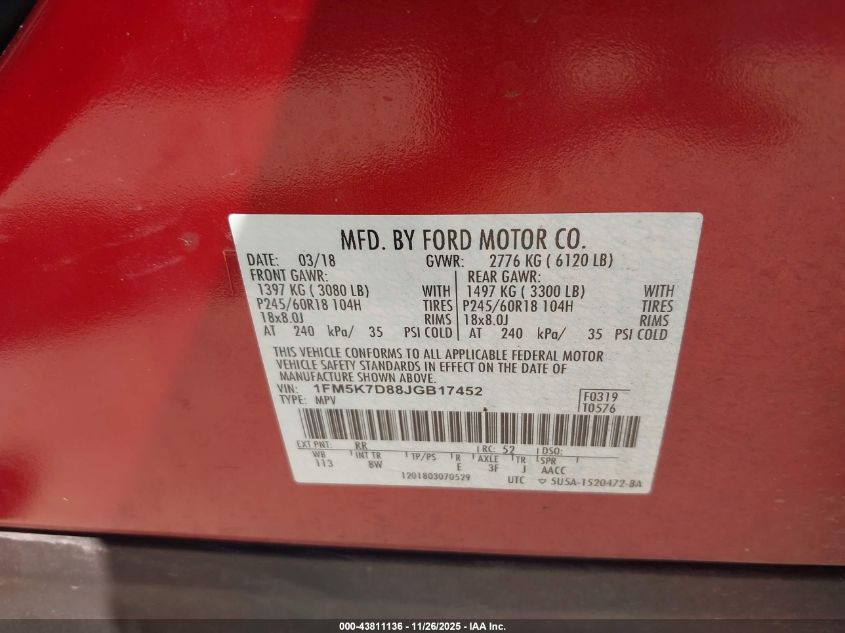 MFD. BY FORD MOTOR CO.
DATE: 03/18 GVWR: 2776 KG ( 6120 LB)
FRONT GAWR: REAR GAWR:
1397 KG ( 3080 LB) WITH 1497 KG ( 3300 LB) WITH
P245/60R18 104H TIRES P245/60R18 104H TIRES
18x8.0J RIMS 18x8.0J RIMS
AT 240 kPa/ 35 PSI COLD AT 240 kPa/ 35 PSI COLD
THIS VEHICLE CONFORMS TO ALL APPLICABLE FEDERAL MOTOR
VEHICLE SAFETY STANDARDS IN EFFECT ON THE DATE OF
MANUFACTURE SHOWN ABOVE.
VIN: 1FM5K7D88JGB17452 F0319
TYPE: MPV T0576
EXT PNT: RR RC: 52 DSO:
WB INT TR TP/PS R AXLE TR SPR
113 8W E 3F J AACC
1201803070529 UTC ▽ 5U5A-1520472-BA
000-43811136 - 11/26/2025 - IAA Inc.